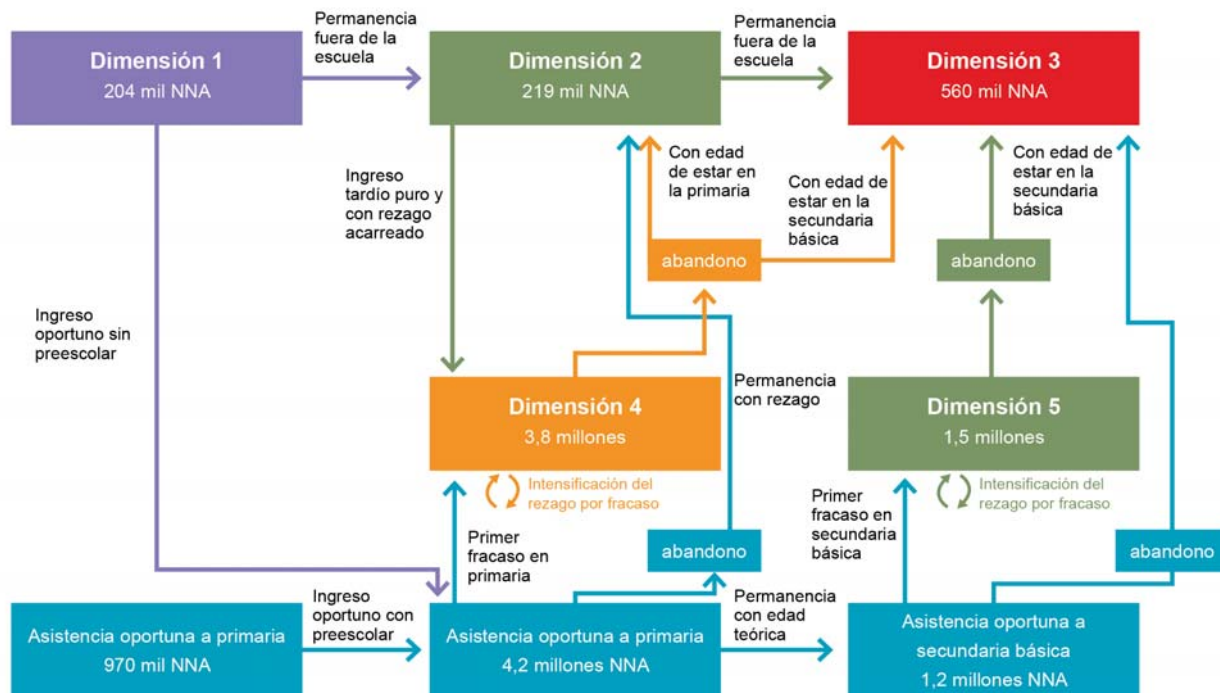 Dimensión 1
204 mil NNA
Permanencia
fuera de la
escuela
Dimensión 2
219 mil NNA
Permanencia
fuera de la
escuela
Dimensión 3
560 mil NNA
Ingreso
tardío puro y
con rezago
acarreado
Con edad
de estar en
la primaria
Con edad de
estar en la
secundaria
básica
Con edad de
estar en la
secundaria
básica
abandono
abandono
Ingreso
oportuno sin
preescolar
Dimensión 4
3,8 millones
Permanencia
con rezago
Dimensión 5
1,5 millones
Intensificación del
rezago por fracaso
Intensificación del
rezago por fracaso
Primer
fracaso en
primaria
abandono
Primer
fracaso en
secundaria
básica
abandono
Asistencia oportuna a primaria
970 mil NNA
Ingreso
oportuno con
preescolar
Asistencia oportuna a primaria
4,2 millones NNA
Permanencia
con edad
teórica
Asistencia oportuna a
secundaria básica
1,2 millones NNA